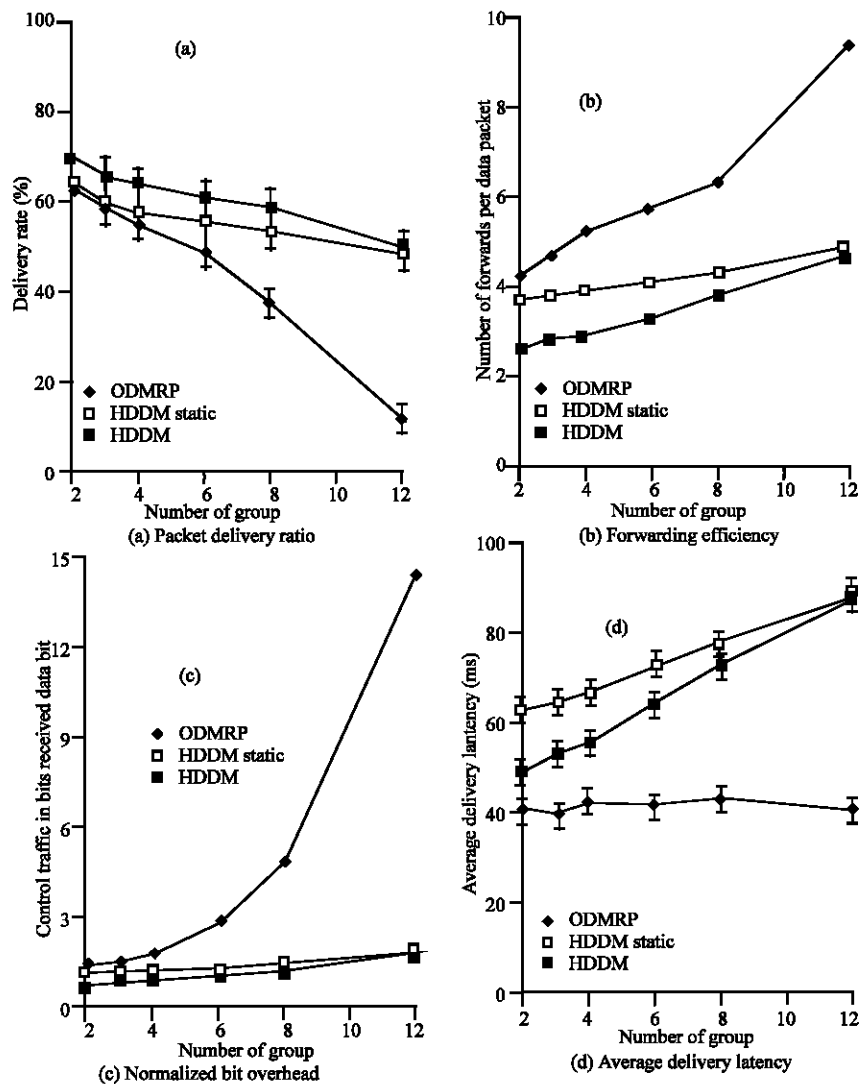 100
80
60
40
20
0
Delivery rate (%)
(a)
ODMRP
HDDM static
HDDM
2 4 6 8 10 12
Number of group
(a) Packet delivery ratio
10
8
6
4
2
0
Number of forwards per data packet
(b)
ODMRP
HDDM static
HDDM
2 4 6 8 10 12
Number of group
(b) Forwarding efficiency
15
12
9
6
3
0
Control traffic in bits received data bit
(c)
ODMRP
HDDM static
HDDM
2 4 6 8 10 12
Number of group
(c) Normalized bit overhead
100
80
60
40
20
0
Average delivery lantency (ms)
(d)
ODMRP
HDDM static
HDDM
2 4 6 8 10 12
Number of group
(d) Average delivery latency